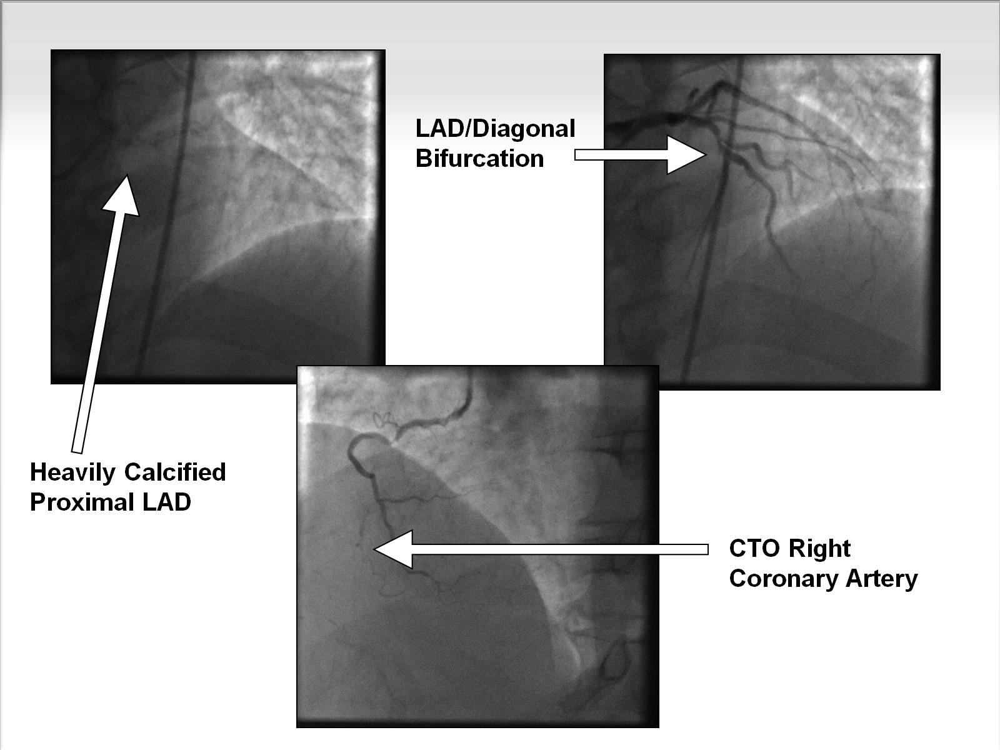 LAD/Diagonal
Bifurcation
Heavily Calcified
Proximal LAD
CTO Right
Coronary Artery